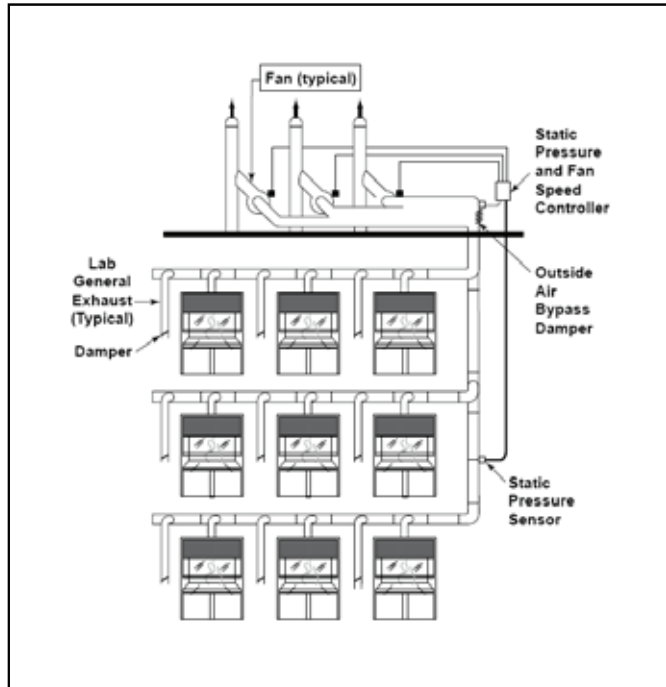 Fan (typical)
Static
Pressure
and Fan
Speed
Controller
Lab
General
Exhaust
(Typical)
Damper
Outside
Air
Bypass
Damper
Static
Pressure
Sensor